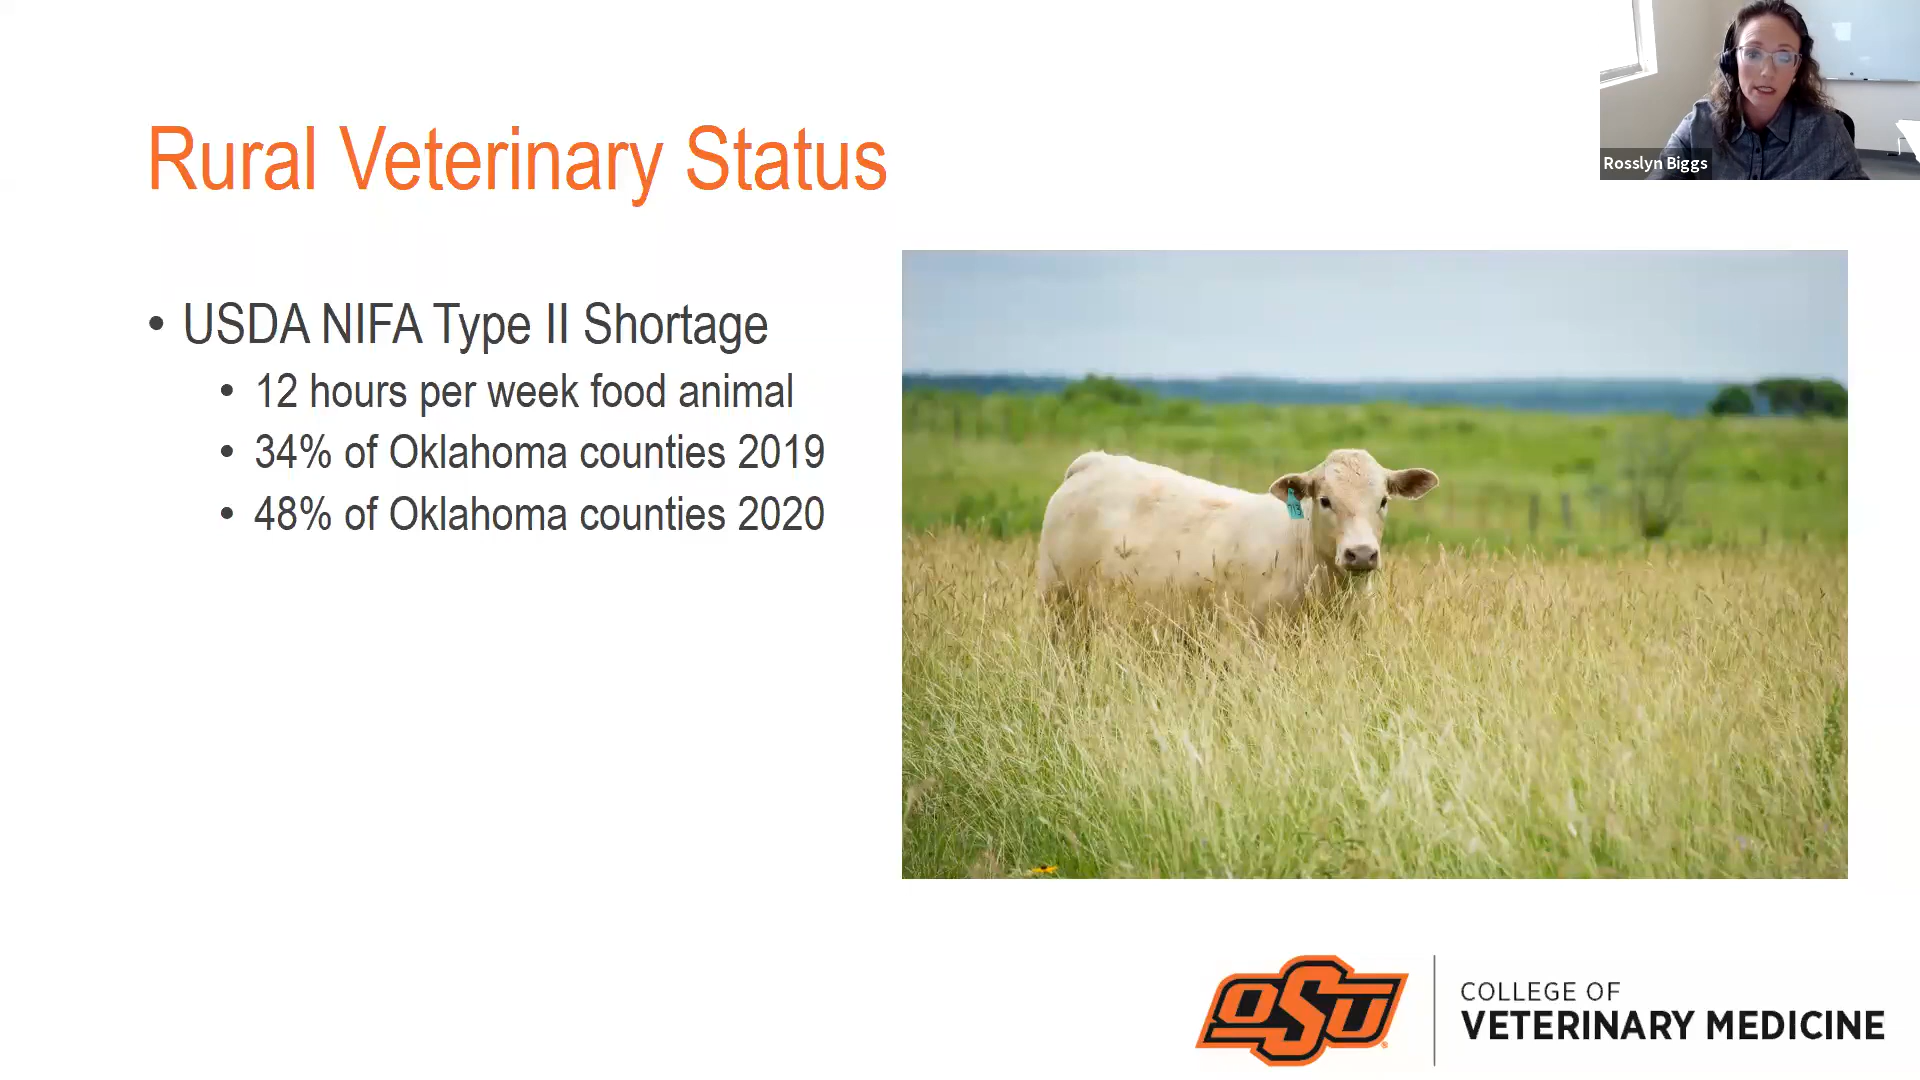 Rural Veterinary Status
Rosslyn Biggs
• USDA NIFA Type II Shortage
• 12 hours per week food animal
• 34% of Oklahoma counties 2019
• 48% of Oklahoma counties 2020
OSU
COLLEGE OF
VETERINARY MEDICINE